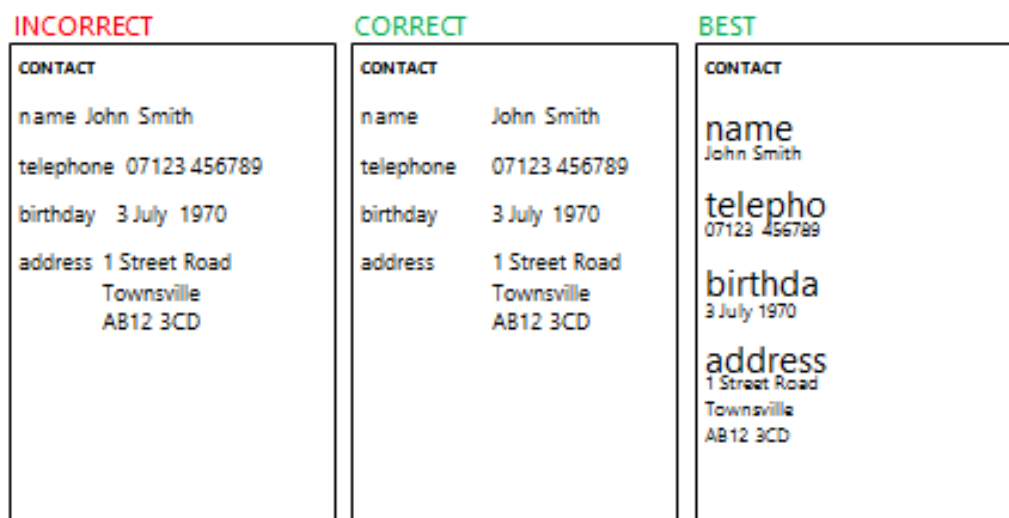 INCORRECT
CONTACT
name John Smith
telephone 07123 456789
birthday 3 July 1970
address 1 Street Road
Townsville
AB12 3CD
CORRECT
CONTACT
name John Smith
telephone 07123 456789
birthday 3 July 1970
address 1 Street Road
Townsville
AB12 3CD
BEST
CONTACT
name
John Smith
telepho
07123 456789
birthda
3 July 1970
address
1 Street Road
Townsville
AB12 3CD